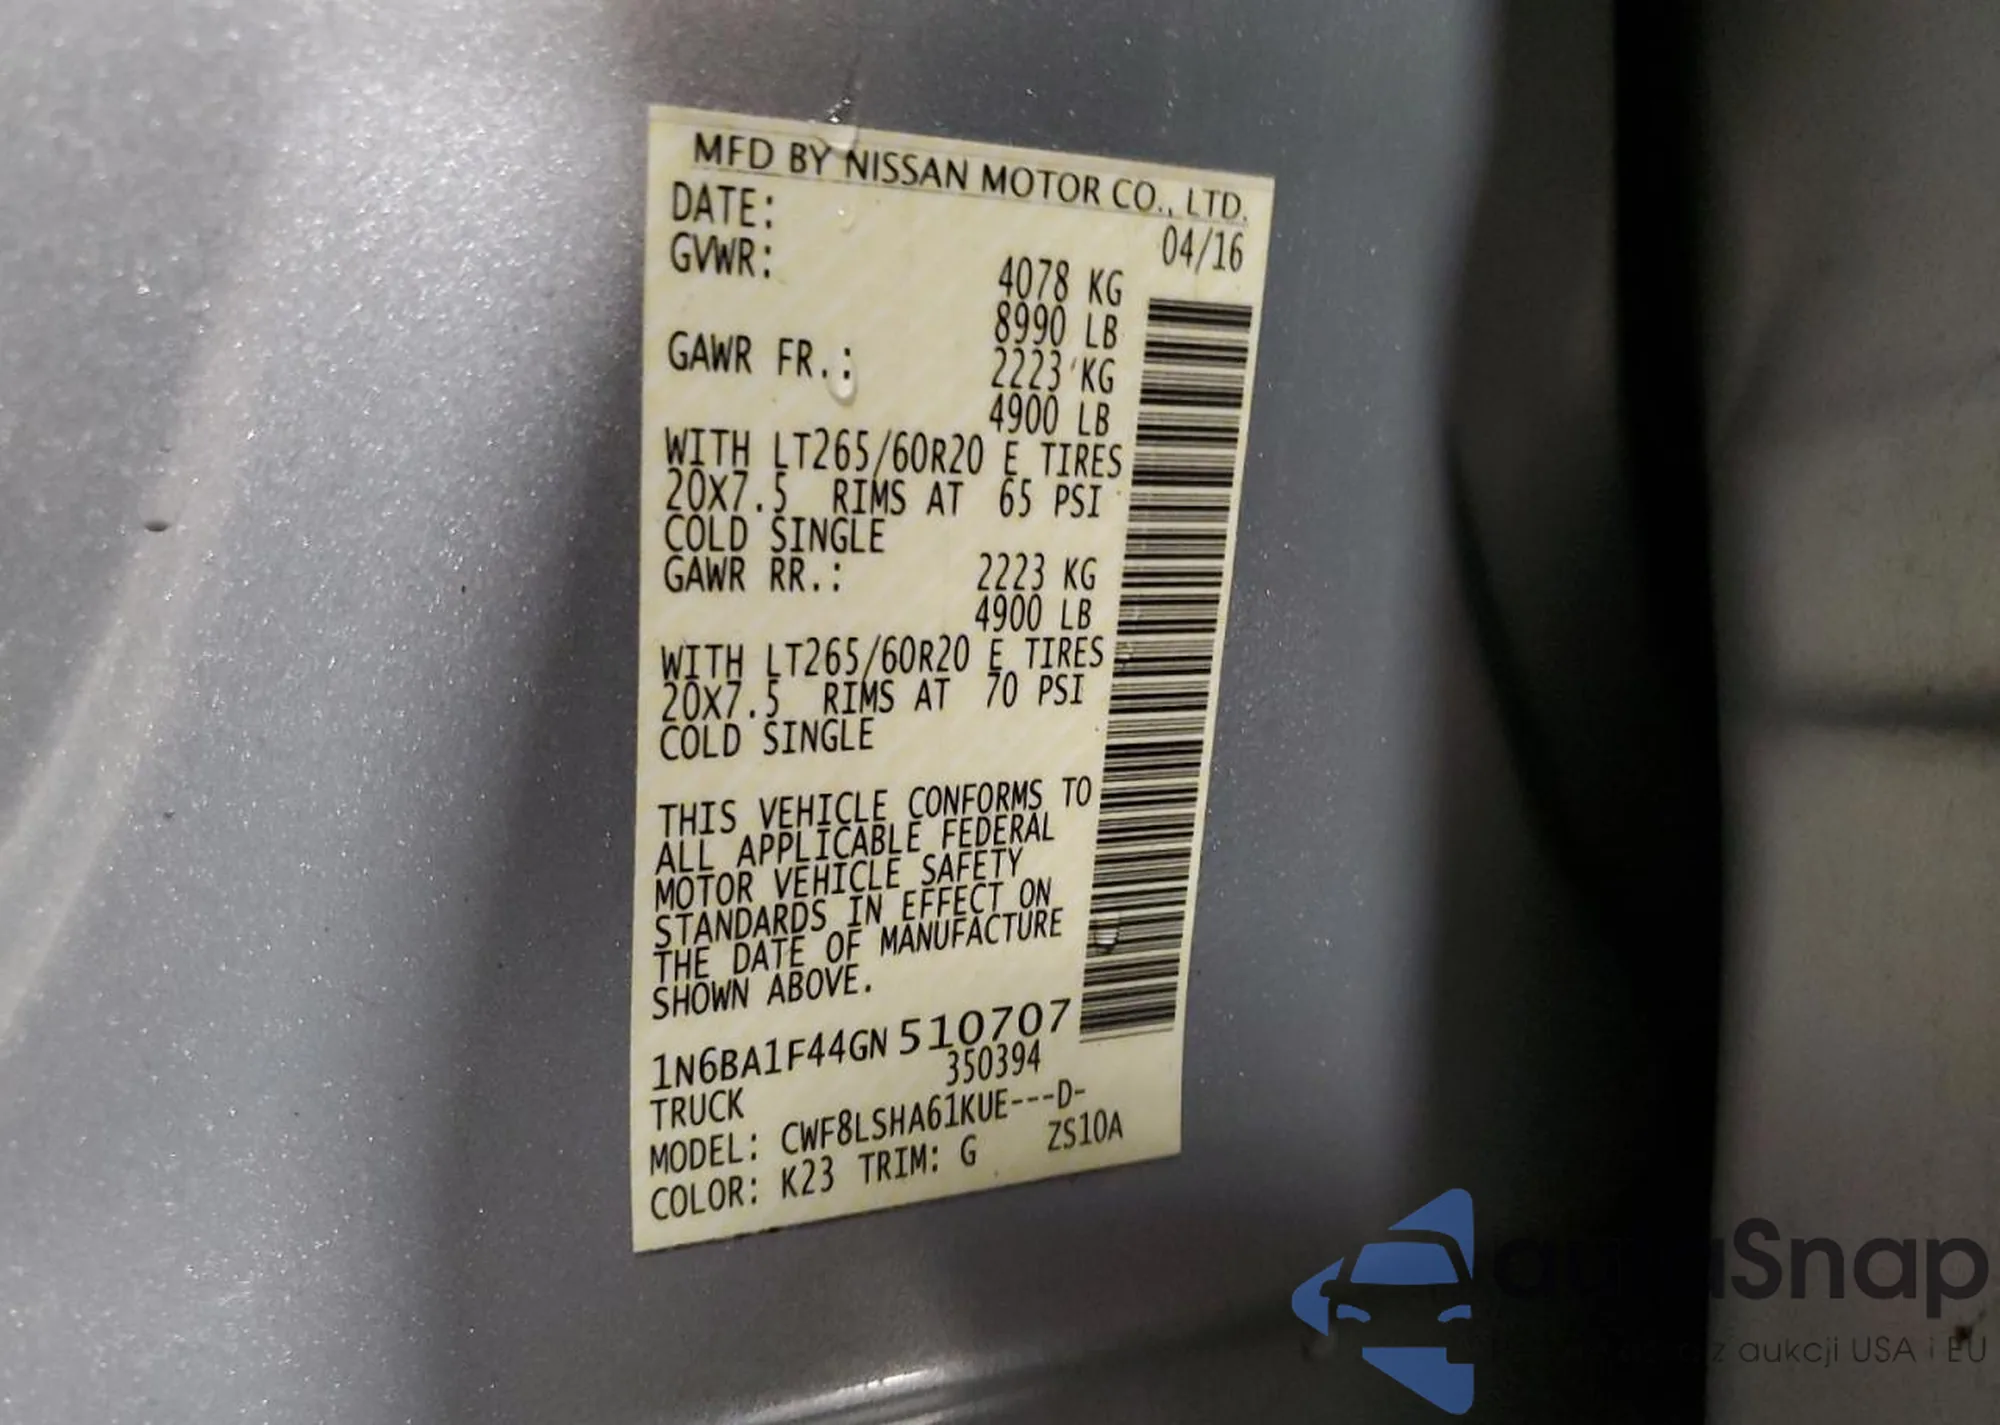 MFD BY NISSAN MOTOR CO., LTD.
DATE: 04/16
GVWR: 4078 KG
8990 LB
GAWR FR.: 2223 KG
4900 LB
WITH LT265/60R20 E TIRES
20X7.5 RIMS AT 65 PSI
COLD SINGLE
GAWR RR.: 2223 KG
4900 LB
WITH LT265/60R20 E TIRES
20X7.5 RIMS AT 70 PSI
COLD SINGLE
THIS VEHICLE CONFORMS TO
ALL APPLICABLE FEDERAL
MOTOR VEHICLE SAFETY
STANDARDS IN EFFECT ON
THE DATE OF MANUFACTURE
SHOWN ABOVE.
1N6BA1F44GN510707
350394
TRUCK
MODEL: CWF8LSHA61KUE---D-
COLOR: K23 TRIM: G ZS10A
z aukcji USA i EU